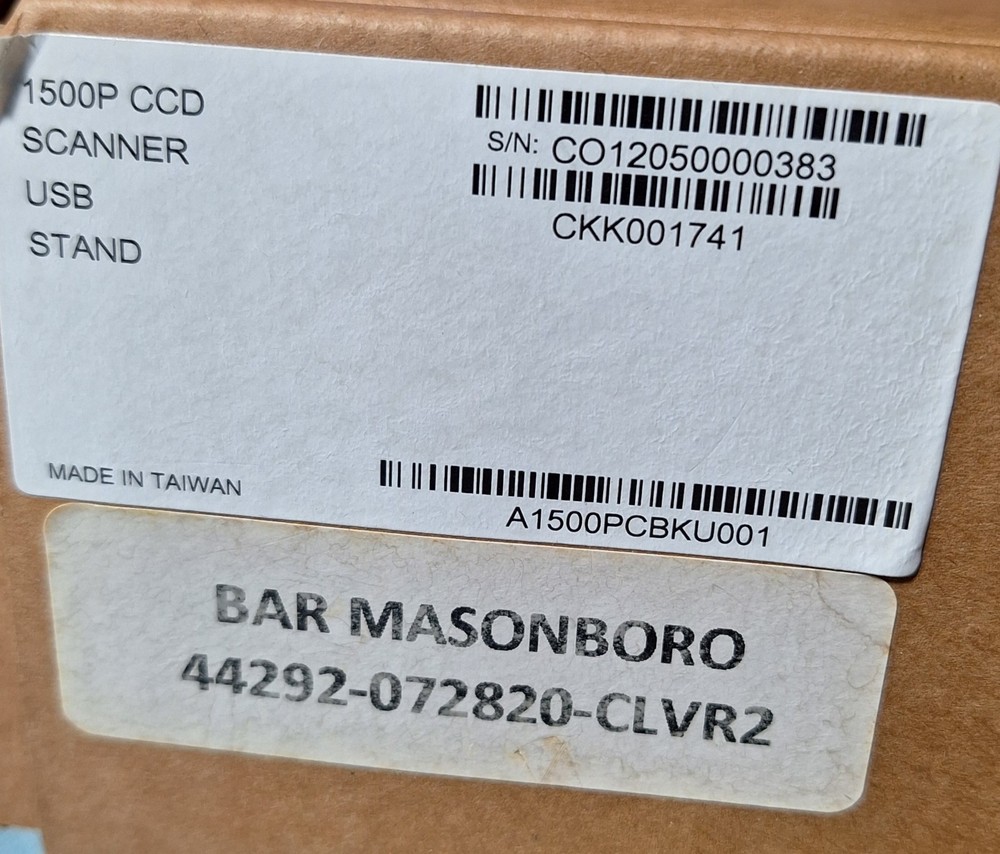 1500P CCD
SCANNER
USB
STAND
S/N: CO12050000383
CKK001741
MADE IN TAIWAN
A1500PCBKU001
BAR MASONBORO
44292-072820-CLVR2